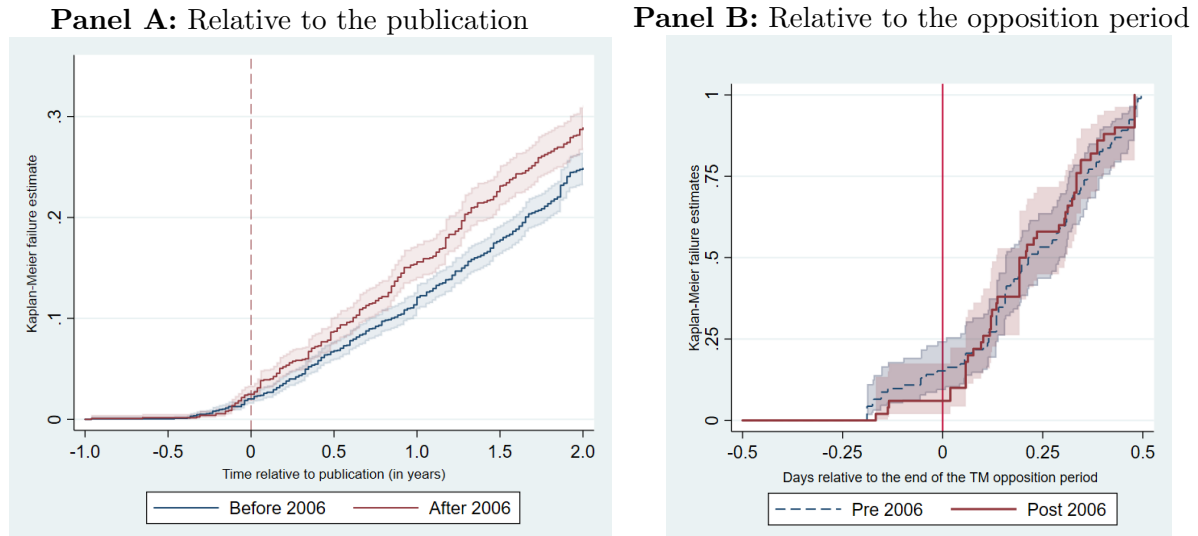 Panel A: Relative to the publication
Kaplan-Meier failure estimate
.3
.2
.1
0
-1.0 -0.5 0 0.5 1.0 1.5 2.0
Time relative to publication (in years)
Before 2006 After 2006
Panel B: Relative to the opposition period
Kaplan-Meier failure estimates
1
.75
.5
.25
0
-0.5 -0.25 0 0.25 0.5
Days relative to the end of the TM opposition period
Pre 2006 Post 2006